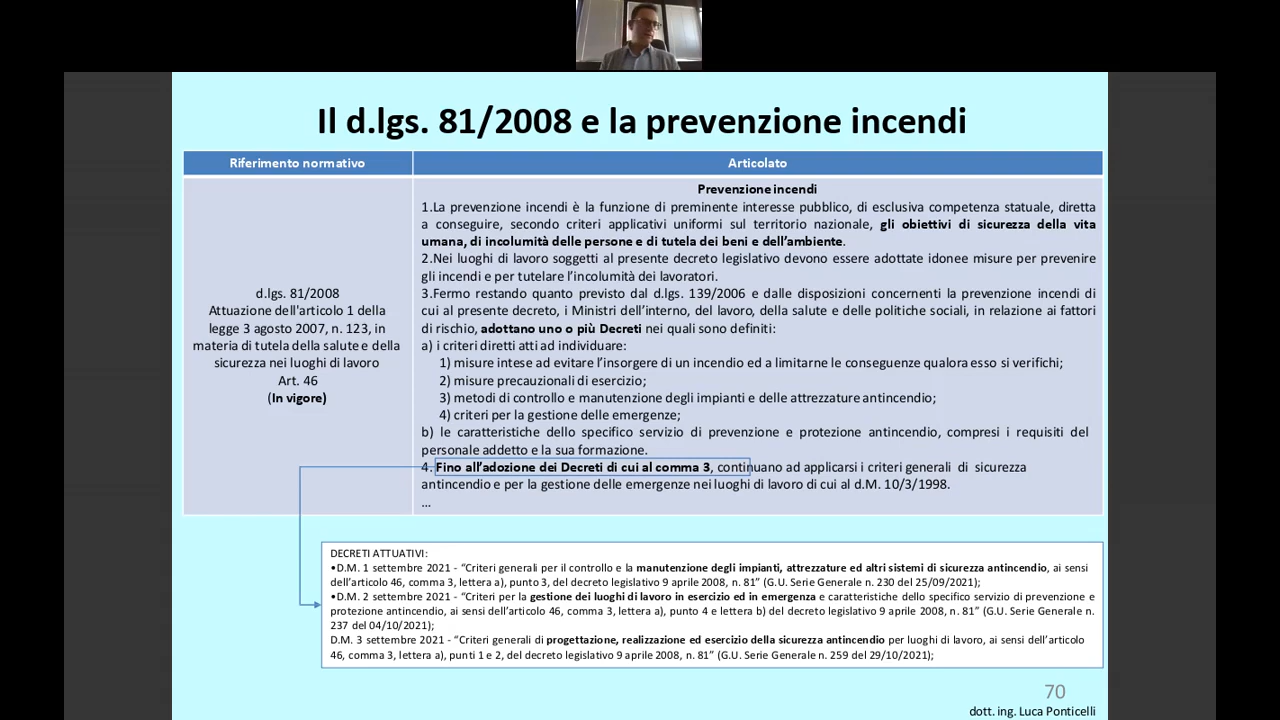 Il d.lgs. 81/2008 e la prevenzione incendi
Riferimento normativo
Articolato
d.lgs. 81/2008
Attuazione dell'articolo 1 della
legge 3 agosto 2007, n. 123, in
materia di tutela della salute e della
sicurezza nei luoghi di lavoro
Art. 46
(In vigore)
Prevenzione incendi
1.La prevenzione incendi è la funzione di preminente interesse pubblico, di esclusiva competenza statuale, diretta
a conseguire, secondo criteri applicativi uniformi sul territorio nazionale, gli obiettivi di sicurezza della vita
umana, di incolumità delle persone e di tutela dei beni e dell'ambiente.
2.Nei luoghi di lavoro soggetti al presente decreto legislativo devono essere adottate idonee misure per prevenire
gli incendi e per tutelare l'incolumità dei lavoratori.
3.Fermo restando quanto previsto dal d.lgs. 139/2006 e dalle disposizioni concernenti la prevenzione incendi di
cui al presente decreto, i Ministri dell'interno, del lavoro, della salute e delle politiche sociali, in relazione ai fattori
di rischio, adottano uno o più Decreti nei quali sono definiti:
a) i criteri diretti atti ad individuare:
1) misure intese ad evitare l'insorgere di un incendio ed a limitarne le conseguenze qualora esso si verifichi;
2) misure precauzionali di esercizio;
3) metodi di controllo e manutenzione degli impianti e delle attrezzature antincendio;
4) criteri per la gestione delle emergenze;
b) le caratteristiche dello specifico servizio di prevenzione e protezione antincendio, compresi i requisiti del
personale addetto e la sua formazione.
4. Fino all'adozione dei Decreti di cui al comma 3, continuano ad applicarsi i criteri generali di sicurezza
antincendio e per la gestione delle emergenze nei luoghi di lavoro di cui al d.M. 10/3/1998.
…
DECRETI ATTUATIVI:
•D.M. 1 settembre 2021 - "Criteri generali per il controllo e la manutenzione degli impianti, attrezzature ed altri sistemi di sicurezza antincendio, ai sensi
dell'articolo 46, comma 3, lettera a), punto 3, del decreto legislativo 9 aprile 2008, n. 81" (G.U. Serie Generale n. 230 del 25/09/2021);
•D.M. 2 settembre 2021 - "Criteri per la gestione dei luoghi di lavoro in esercizio ed in emergenza e caratteristiche dello specifico servizio di prevenzione e
protezione antincendio, ai sensi dell'articolo 46, comma 3, lettera a), punto 4 e lettera b) del decreto legislativo 9 aprile 2008, n. 81" (G.U. Serie Generale n.
237 del 04/10/2021);
D.M. 3 settembre 2021 - "Criteri generali di progettazione, realizzazione ed esercizio della sicurezza antincendio per luoghi di lavoro, ai sensi dell'articolo
46, comma 3, lettera a), punti 1 e 2, del decreto legislativo 9 aprile 2008, n. 81" (G.U. Serie Generale n. 259 del 29/10/2021);
70
dott. ing. Luca Ponticelli